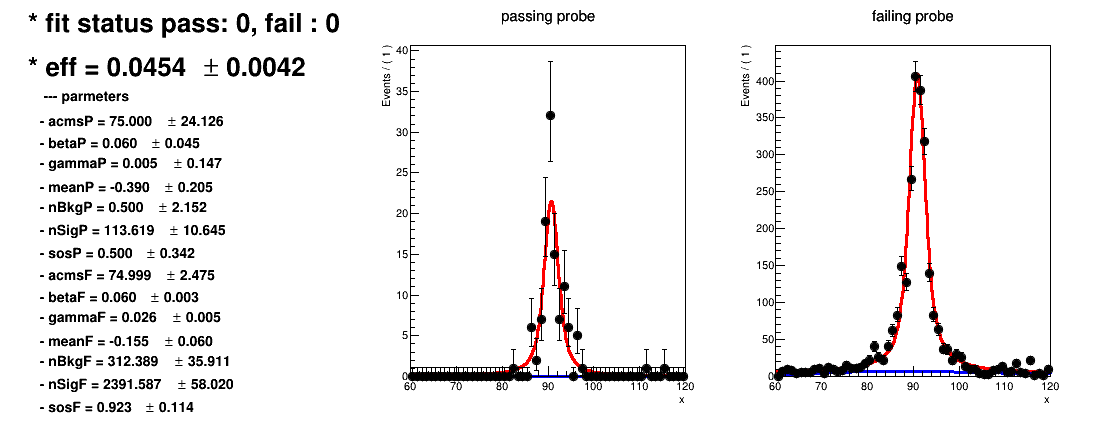 * fit status pass: 0, fail : 0
* eff = 0.0454 ± 0.0042
--- parmeters
- acmsP = 75.000 ± 24.126
- betaP = 0.060 ± 0.045
- gammaP = 0.005 ± 0.147
- meanP = -0.390 ± 0.205
- nBkgP = 0.500 ± 2.152
- nSigP = 113.619 ± 10.645
- sosP = 0.500 ± 0.342
- acmsF = 74.999 ± 2.475
- betaF = 0.060 ± 0.003
- gammaF = 0.026 ± 0.005
- meanF = -0.155 ± 0.060
- nBkgF = 312.389 ± 35.911
- nSigF = 2391.587 ± 58.020
- sosF = 0.923 ± 0.114
passing probe
Events / ( 1 )
40
35
30
25
20
15
10
5
0
60 70 80 90 100 110 120
x
failing probe
Events / ( 1 )
400
350
300
250
200
150
100
50
0
60 70 80 90 100 110 120
x